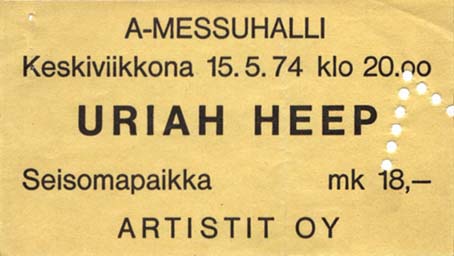 A-MESSUHALLI
Keskiviikkona 15.5.74 klo 20.00
URIAH HEEP
Seisomapaikka mk 18,—
ARTISTIT OY